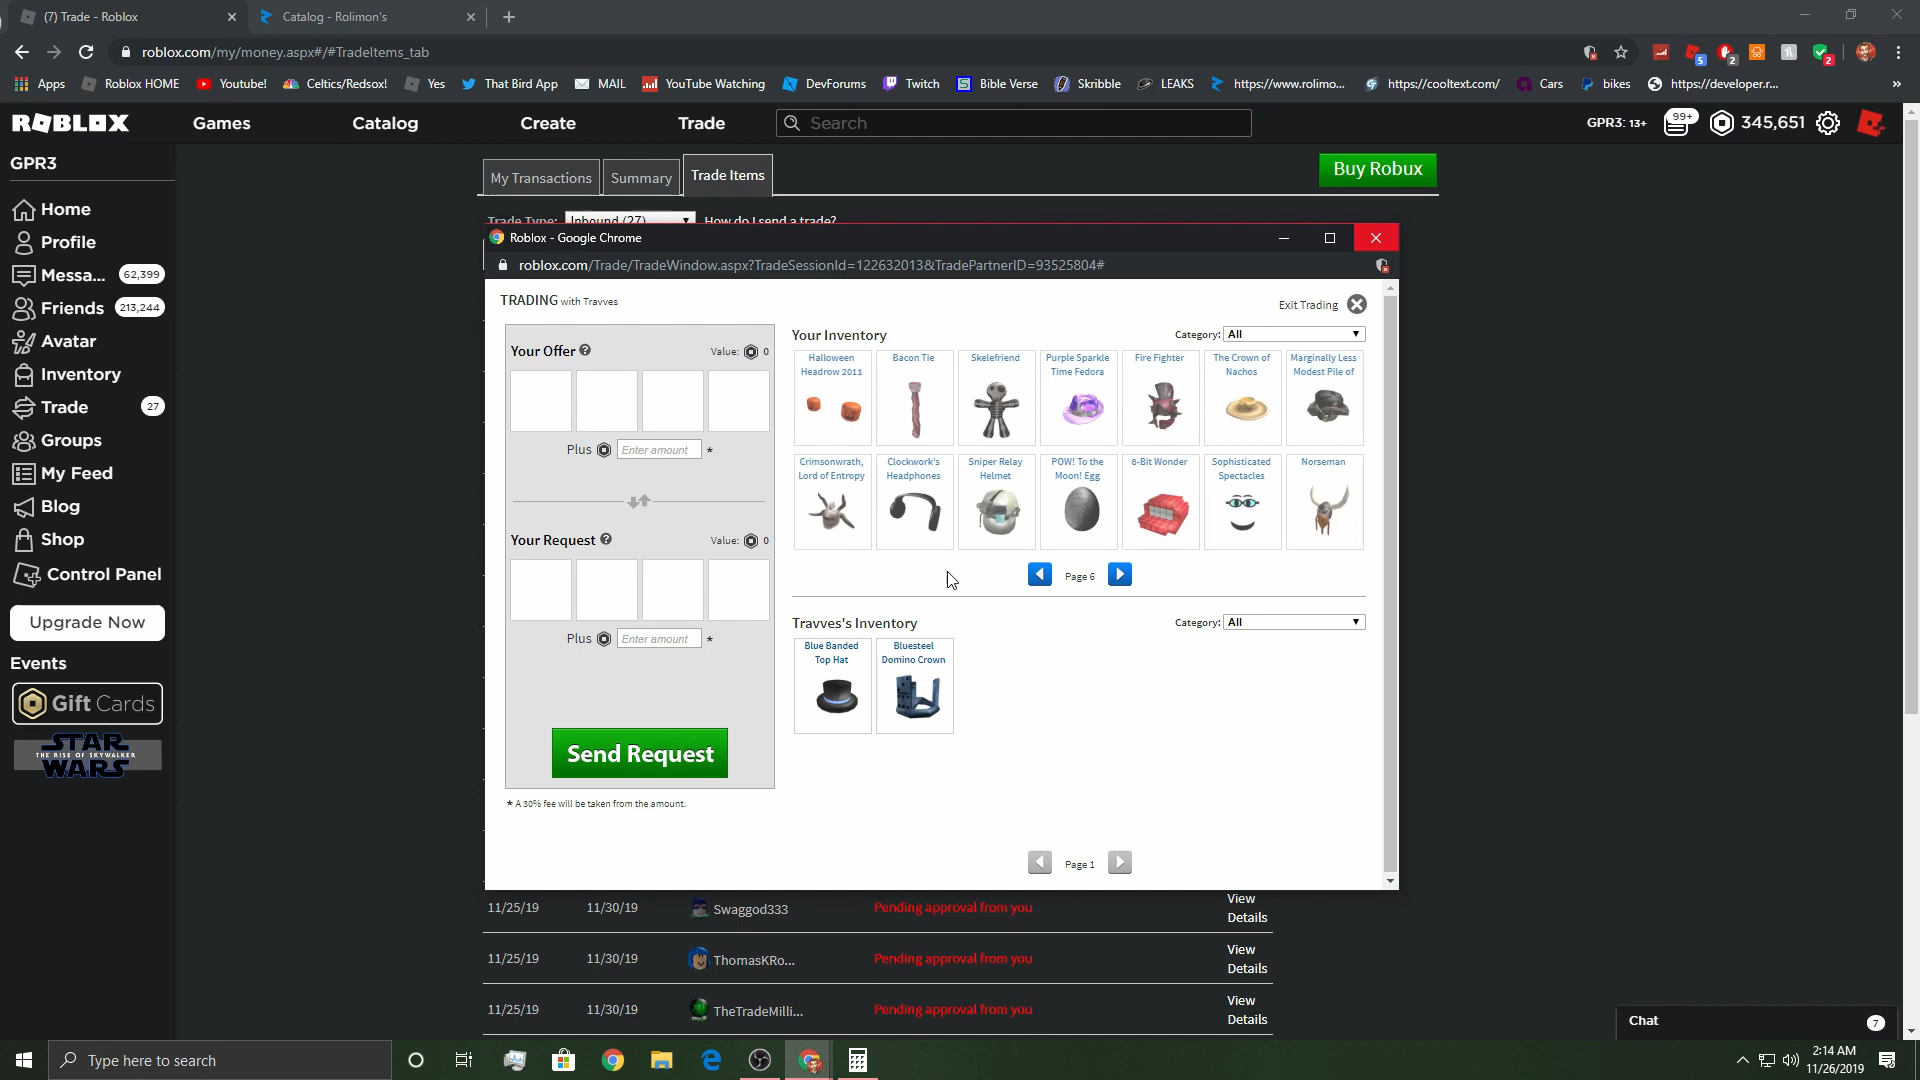 (7) Trade - Roblox
Catalog - Rolimon's
roblox.com/my/money.aspx#/#TradeItems_tab
Apps
Roblox HOME
Youtube!
Celtics/Redsox!
Yes
That Bird App
MAIL
YouTube Watching
DevForums
Twitch
Bible Verse
Skribble
LEAKS
https://www.rolimo...
https://cooltext.com/
Cars
bikes
https://developer.r...
ROBLOX
Games
Catalog
Create
Trade
Search
GPR3: 13+
99+
345,651
GPR3
Home
Profile
Messa... 62,399
Friends 213,244
Avatar
Inventory
Trade 27
Groups
My Feed
Blog
Shop
Control Panel
Upgrade Now
Events
Gift Cards
STAR
THE RISE OF SKYWALKER
WARS
My Transactions
Summary
Trade Items
Buy Robux
Trade Type: Inbound (27) How do I send a trade?
Roblox - Google Chrome
roblox.com/Trade/TradeWindow.aspx?TradeSessionId=122632013&TradePartnerID=93525804#
TRADING with Travves
Exit Trading
Your Offer
Value: 0
Plus Enter amount *
Your Request
Value: 0
Plus Enter amount *
Send Request
* A 30% fee will be taken from the amount.
Your Inventory
Category: All
Halloween
Headrow 2011
Bacon Tie
Skelefriend
Purple Sparkle
Time Fedora
Fire Fighter
The Crown of
Nachos
Marginally Less
Modest Pile of
Crimsonwrath,
Lord of Entropy
Clockwork's
Headphones
Sniper Relay
Helmet
POW! To the
Moon! Egg
8-Bit Wonder
Sophisticated
Spectacles
Norseman
Page 6
Travves's Inventory
Category: All
Blue Banded
Top Hat
Bluesteel
Domino Crown
Page 1
11/25/19 11/30/19 Swaggod333 Pending approval from you View
Details
11/25/19 11/30/19 ThomasKRo... Pending approval from you View
Details
11/25/19 11/30/19 TheTradeMilli... Pending approval from you View
Details
Chat 7
Type here to search
2:14 AM
11/26/2019